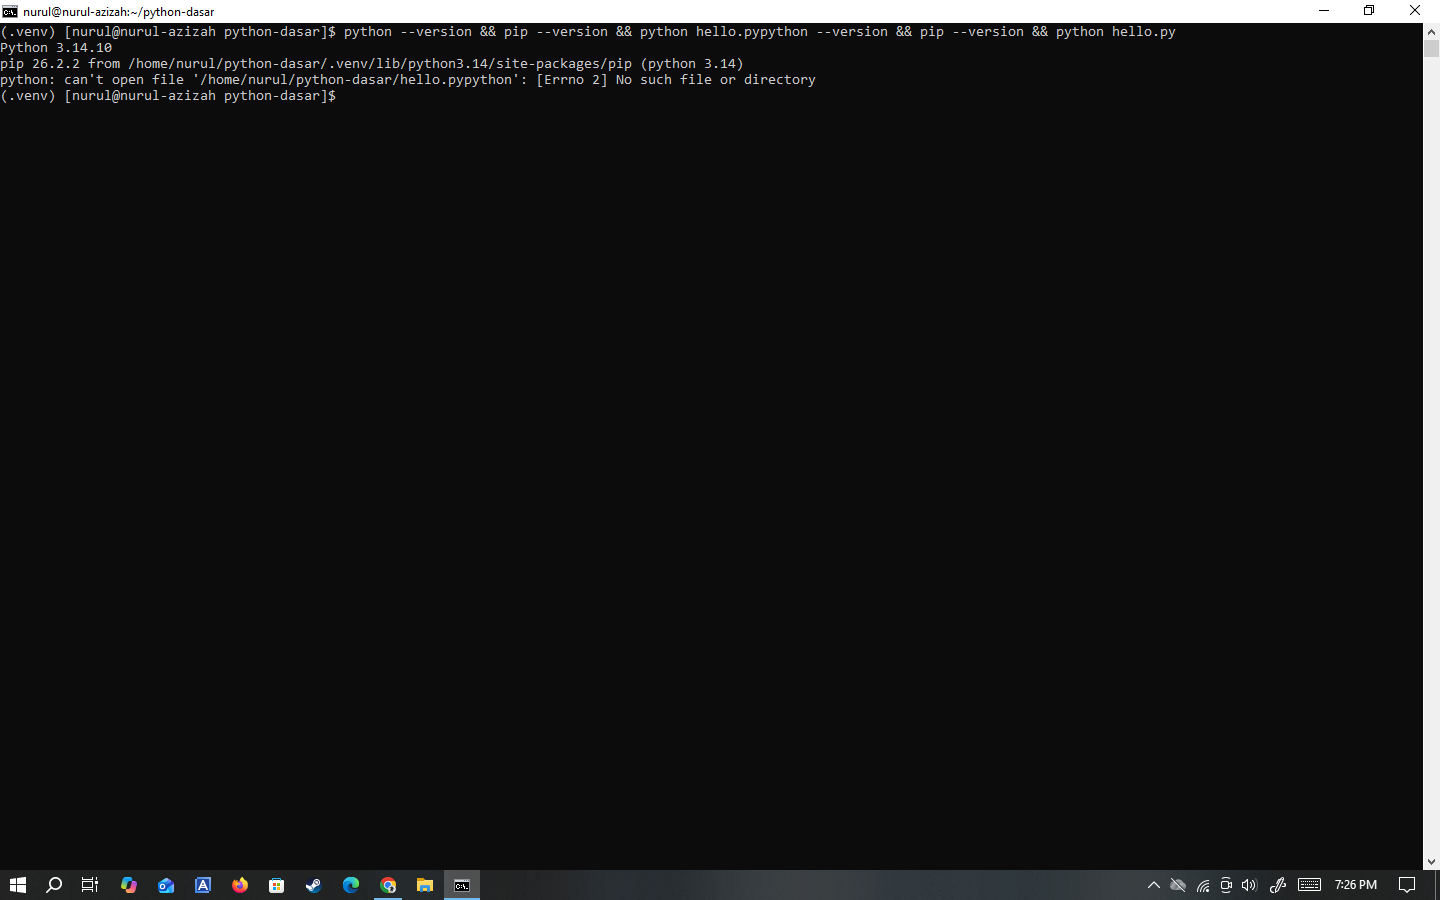 nurul@nurul-azizah:~/python-dasar
(.venv) [nurul@nurul-azizah python-dasar]$ python --version && pip --version && python hello.pypython --version && pip --version && python hello.py
Python 3.14.10
pip 26.2.2 from /home/nurul/python-dasar/.venv/lib/python3.14/site-packages/pip (python 3.14)
python: can't open file '/home/nurul/python-dasar/hello.pypython': [Errno 2] No such file or directory
(.venv) [nurul@nurul-azizah python-dasar]$
7:26 PM